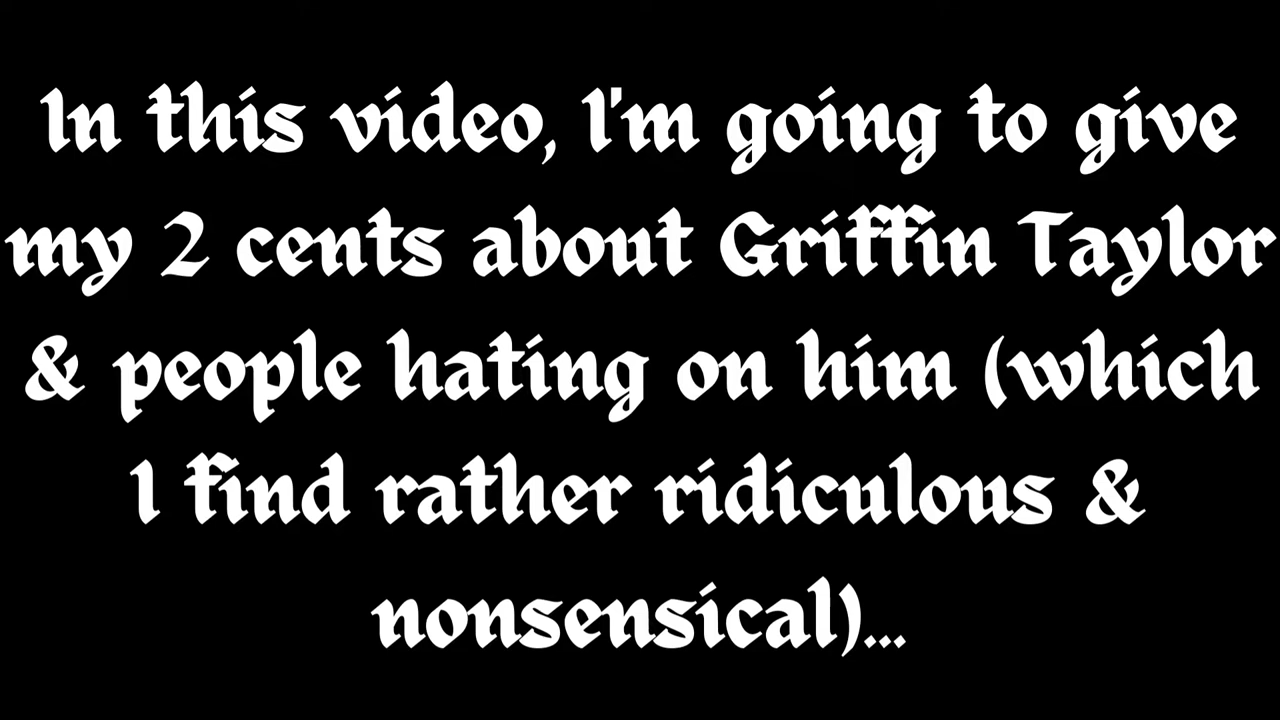 In this video, I'm going to give
my 2 cents about Griffin Taylor
& people hating on him (which
I find rather ridiculous &
nonsensical)...